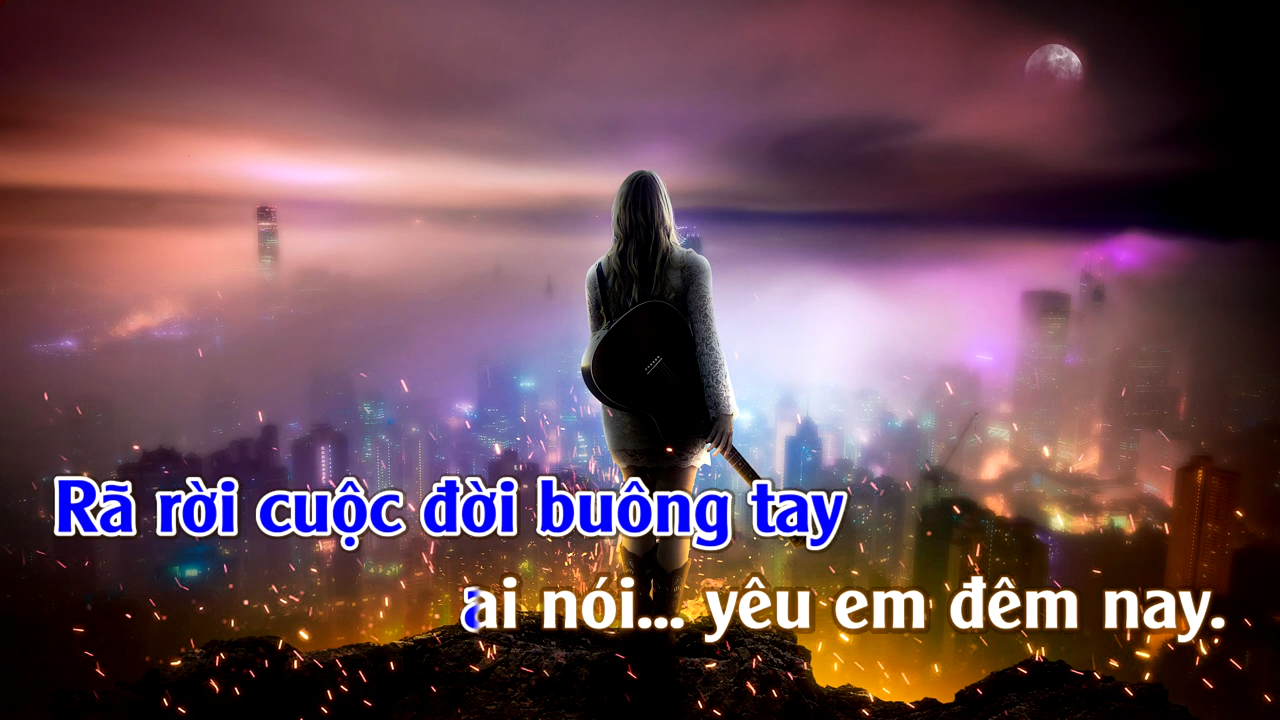 Rã rời cuộc đời buông tay
ai nói... yêu em đêm nay.